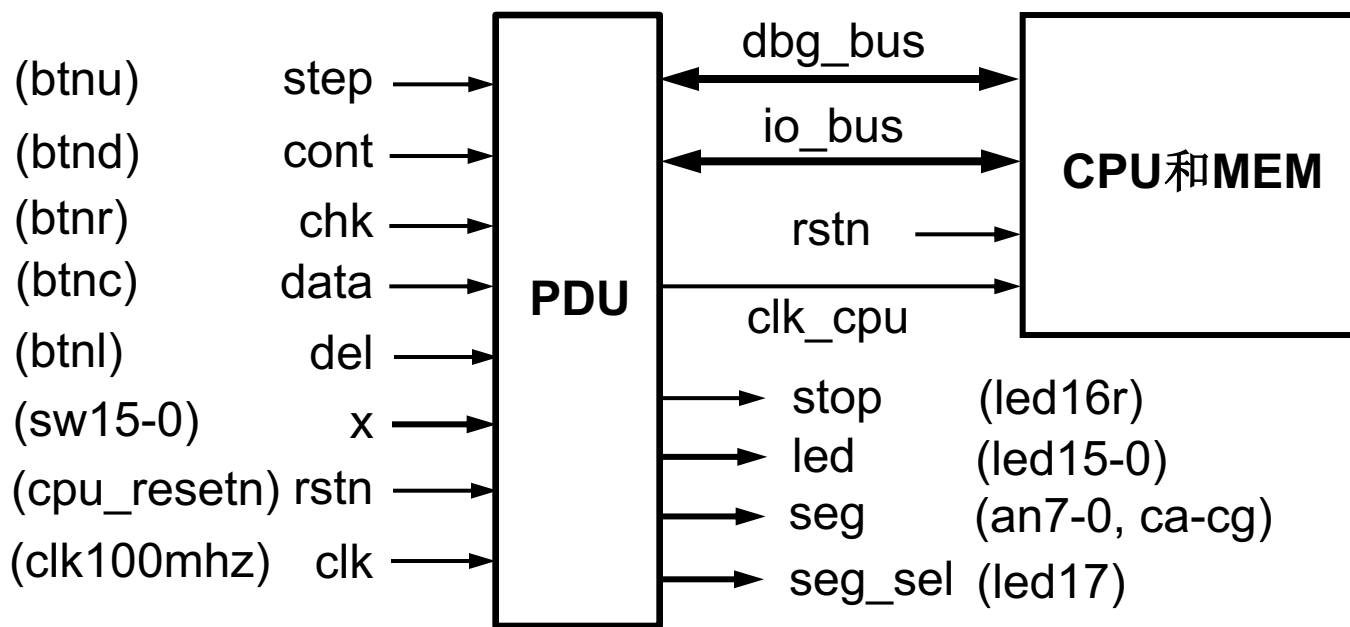 (btnu) step
(btnd) cont
(btnr) chk
(btnc) data
(btnl) del
(sw15-0) x
(cpu_resetn) rstn
(clk100mhz) clk
PDU
dbg_bus
io_bus
rstn
clk_cpu
CPU和MEM
stop (led16r)
led (led15-0)
seg (an7-0, ca-cg)
seg_sel (led17)